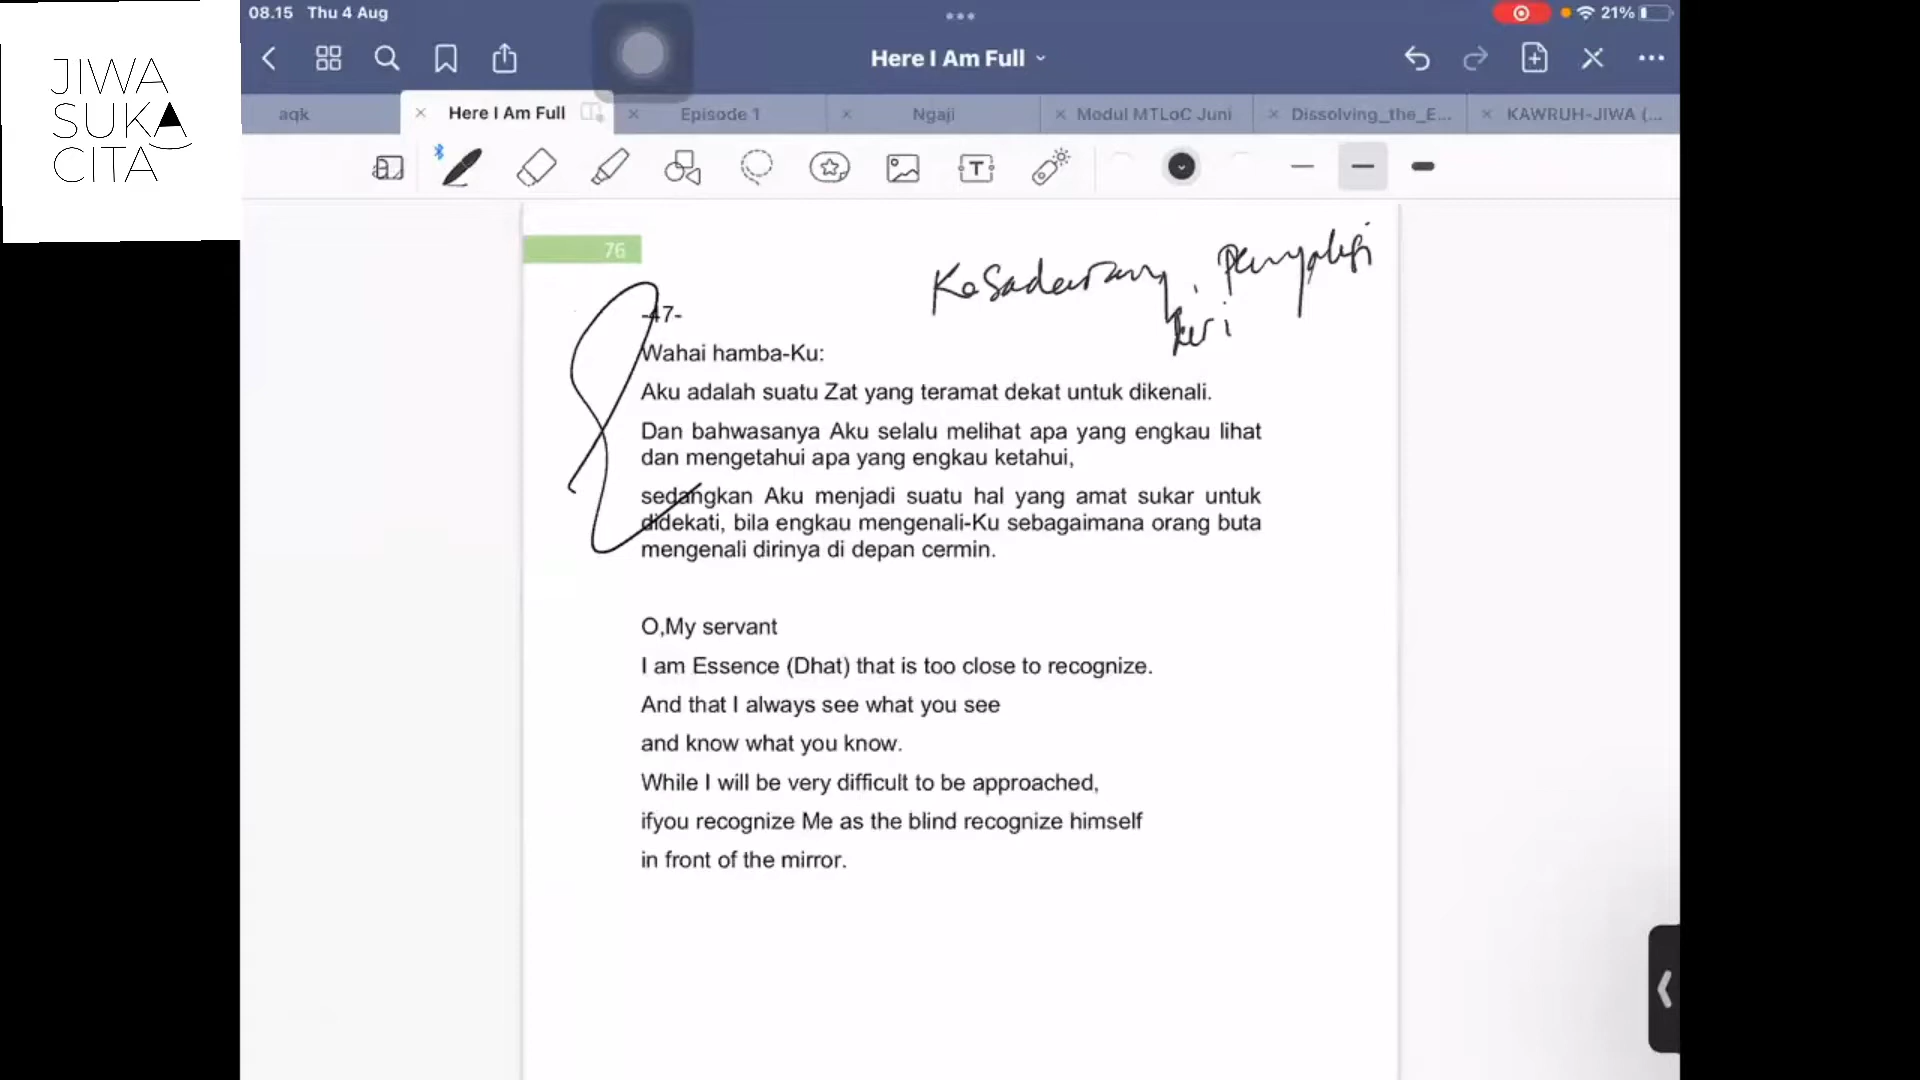 JIWA
SUKA
CITA
08.15 Thu 4 Aug
21%
Here I Am Full
aqk
Here I Am Full
Episode 1
Ngaji
Modul MTLoC Juni
Dissolving_the_E...
KAWRUH-JIWA (...
76
-47-
Wahai hamba-Ku:
Aku adalah suatu Zat yang teramat dekat untuk dikenali.
Dan bahwasanya Aku selalu melihat apa yang engkau lihat
dan mengetahui apa yang engkau ketahui,
sedangkan Aku menjadi suatu hal yang amat sukar untuk
didekati, bila engkau mengenali-Ku sebagaimana orang buta
mengenali dirinya di depan cermin.
O,My servant
I am Essence (Dhat) that is too close to recognize.
And that I always see what you see
and know what you know.
While I will be very difficult to be approached,
ifyou recognize Me as the blind recognize himself
in front of the mirror.